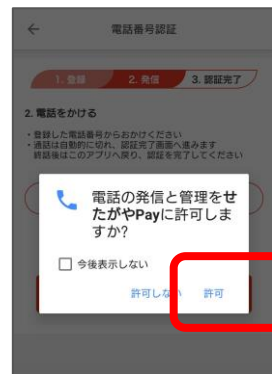 電話番号認証
1. 登録 2. 発信 3. 認証完了
2. 電話をかける
・登録した電話番号からおかけください
・通話は自動的に切れ、認証完了画面へ進みます
終話後はこのアプリへ戻り、認証を完了してください
電話の発信と管理をせ
たがやPayに許可しま
すか?
今後表示しない
許可しない 許可